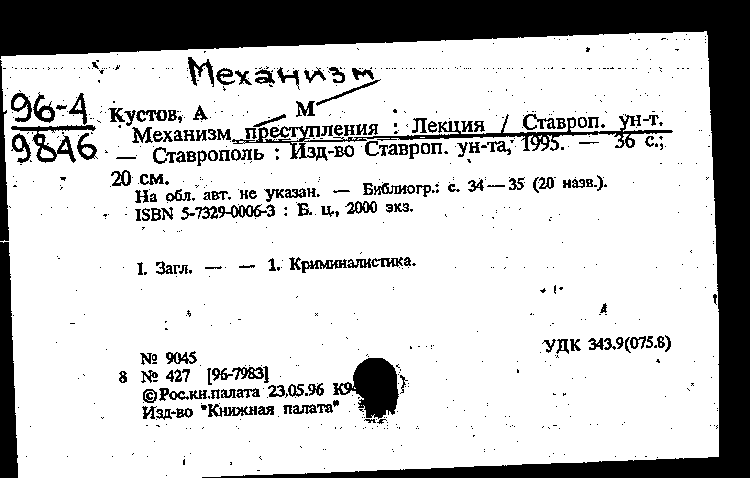 Механизм
96-4
9846
Кустов, А М
Механизм преступления : Лекция / Ставроп. ун-т.
— Ставрополь : Изд-во Ставроп. ун-та, 1995. — 36 с.;
20 см.
На обл. авт. не указан. — Библиогр.: с. 34—35 (20 назв.).
ISBN 5-7329-0006-3 : Б. ц., 2000 экз.
I. Загл. — — 1. Криминалистика.
УДК 343.9(075.8)
№ 9045
8 № 427 [96-7983]
©Рос.кн.палата 23.05.96
Изд-во "Книжная палата"